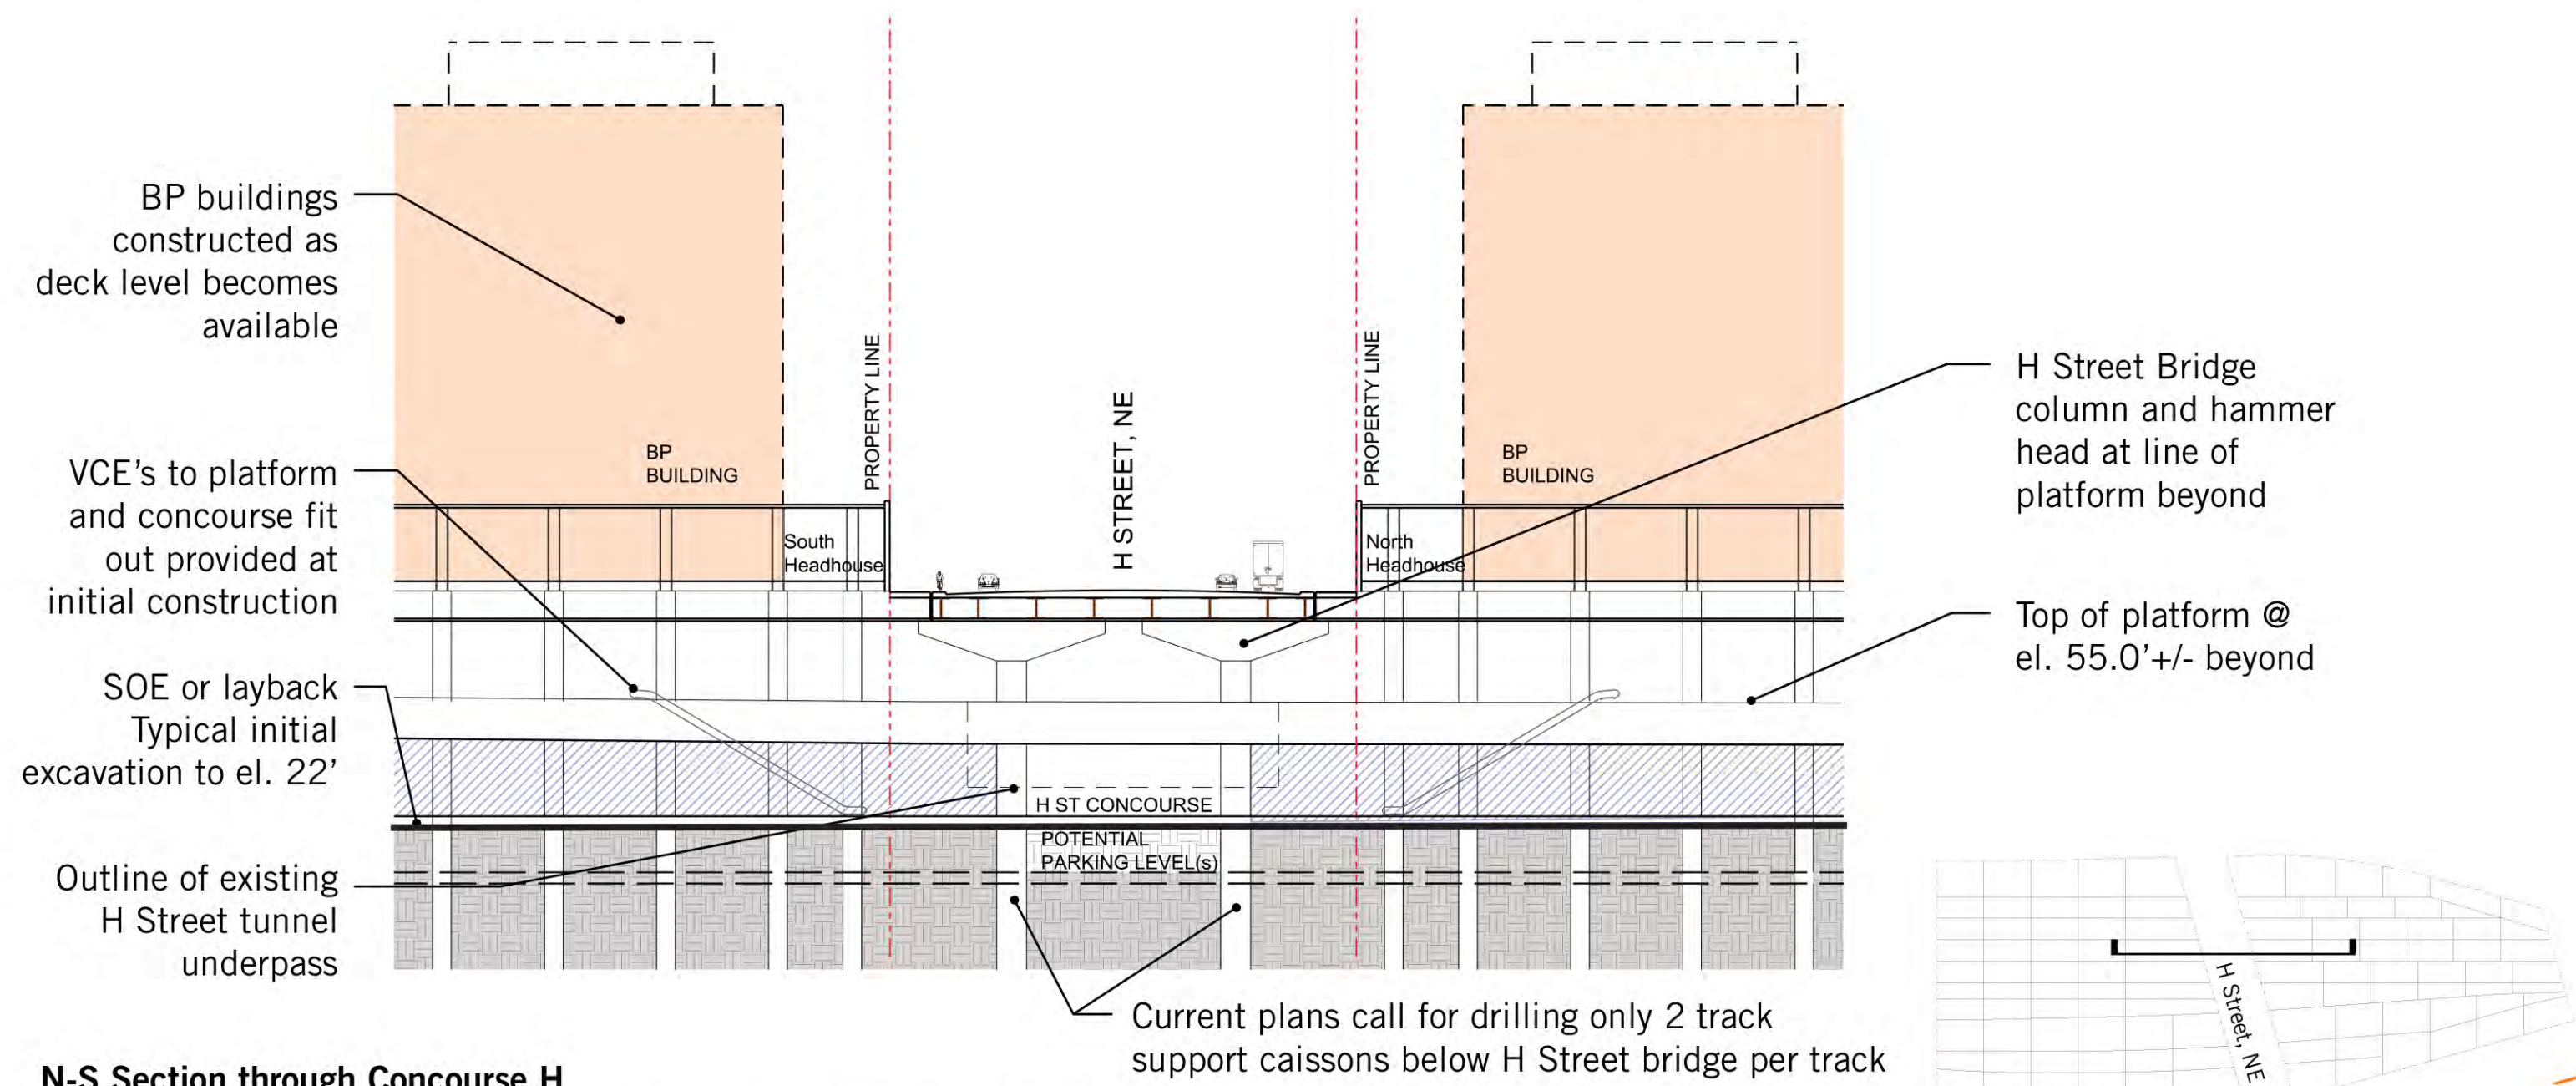 BP buildings
constructed as
deck level becomes
available
VCE's to platform
and concourse fit
out provided at
initial construction
SOE or layback
Typical initial
excavation to el. 22'
Outline of existing
H Street tunnel
underpass
BP
BUILDING
South
Headhouse
PROPERTY LINE
H STREET, NE
PROPERTY LINE
North
Headhouse
BP
BUILDING
H ST CONCOURSE
POTENTIAL
PARKING LEVEL(s)
H Street Bridge
column and hammer
head at line of
platform beyond
Top of platform @
el. 55.0'+/- beyond
Current plans call for drilling only 2 track
support caissons below H Street bridge per track
H Street, NE
N-S Section through Concourse H